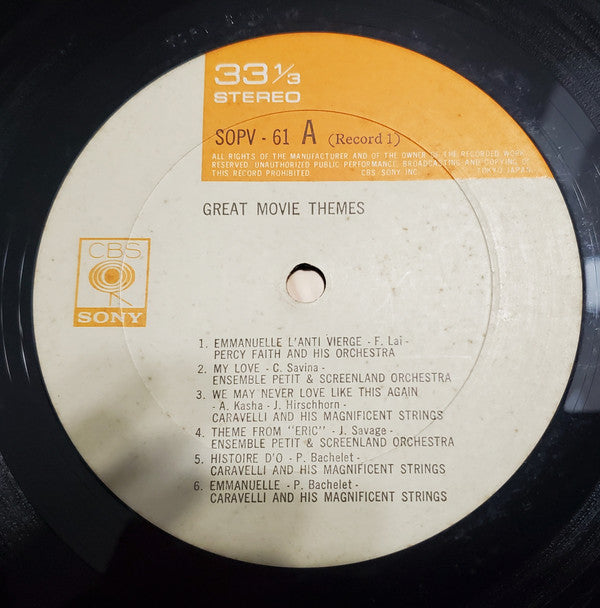 33 1/3
STEREO
SOPV - 61 A (Record 1)
ALL RIGHTS OF THE MANUFACTURER AND OF THE OWNER OF THE RECORDED WORK
RESERVED. UNAUTHORIZED PUBLIC PERFORMANCE, BROADCASTING AND COPYING OF
THIS RECORD PROHIBITED CBS/SONY INC. TOKYO JAPAN
GREAT MOVIE THEMES
CBS
SONY
1. EMMANUELLE L'ANTI VIERGE - F. Lai -
PERCY FAITH AND HIS ORCHESTRA
2. MY LOVE - C. Savina -
ENSEMBLE PETIT & SCREENLAND ORCHESTRA
3. WE MAY NEVER LOVE LIKE THIS AGAIN
- A. Kasha - J. Hirschhorn -
CARAVELLI AND HIS MAGNIFICENT STRINGS
4. THEME FROM "ERIC" - J. Savage -
ENSEMBLE PETIT & SCREENLAND ORCHESTRA
5. HISTOIRE D'O - P. Bachelet -
CARAVELLI AND HIS MAGNIFICENT STRINGS
6. EMMANUELLE - P. Bachelet -
CARAVELLI AND HIS MAGNIFICENT STRINGS